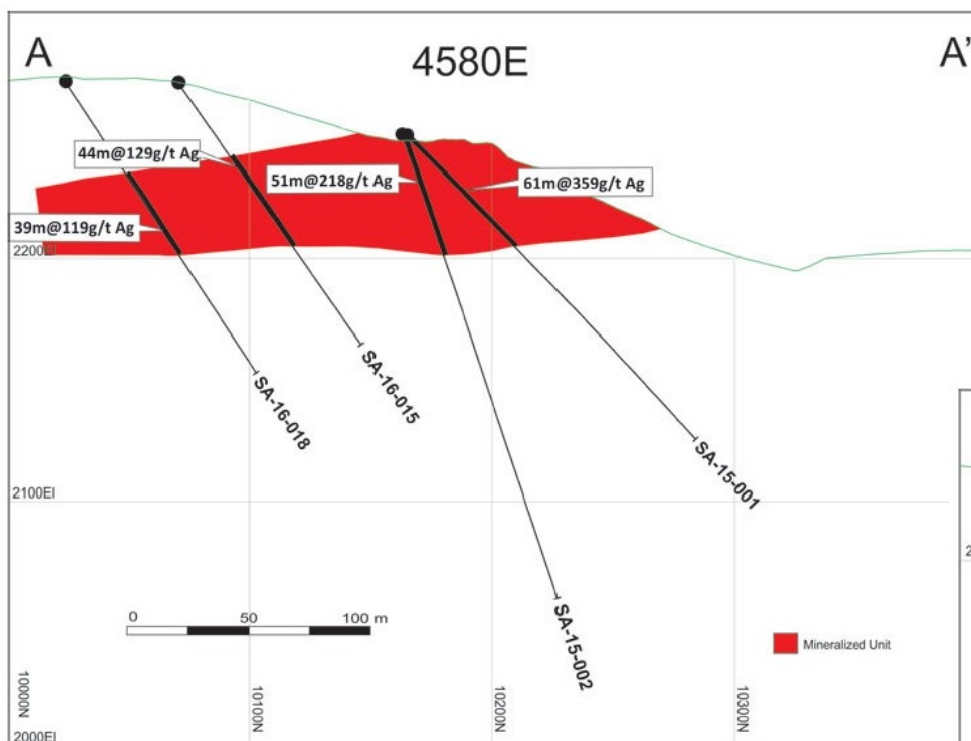 A
4580E
A'
44m@129g/t Ag
51m@218g/t Ag
61m@359g/t Ag
39m@119g/t Ag
2200El
SA-16-018
SA-16-015
SA-15-001
SA-15-002
2100El
2
0 50 100 m
Mineralized Unit
10000N
10100N
10200N
10300N
2000El